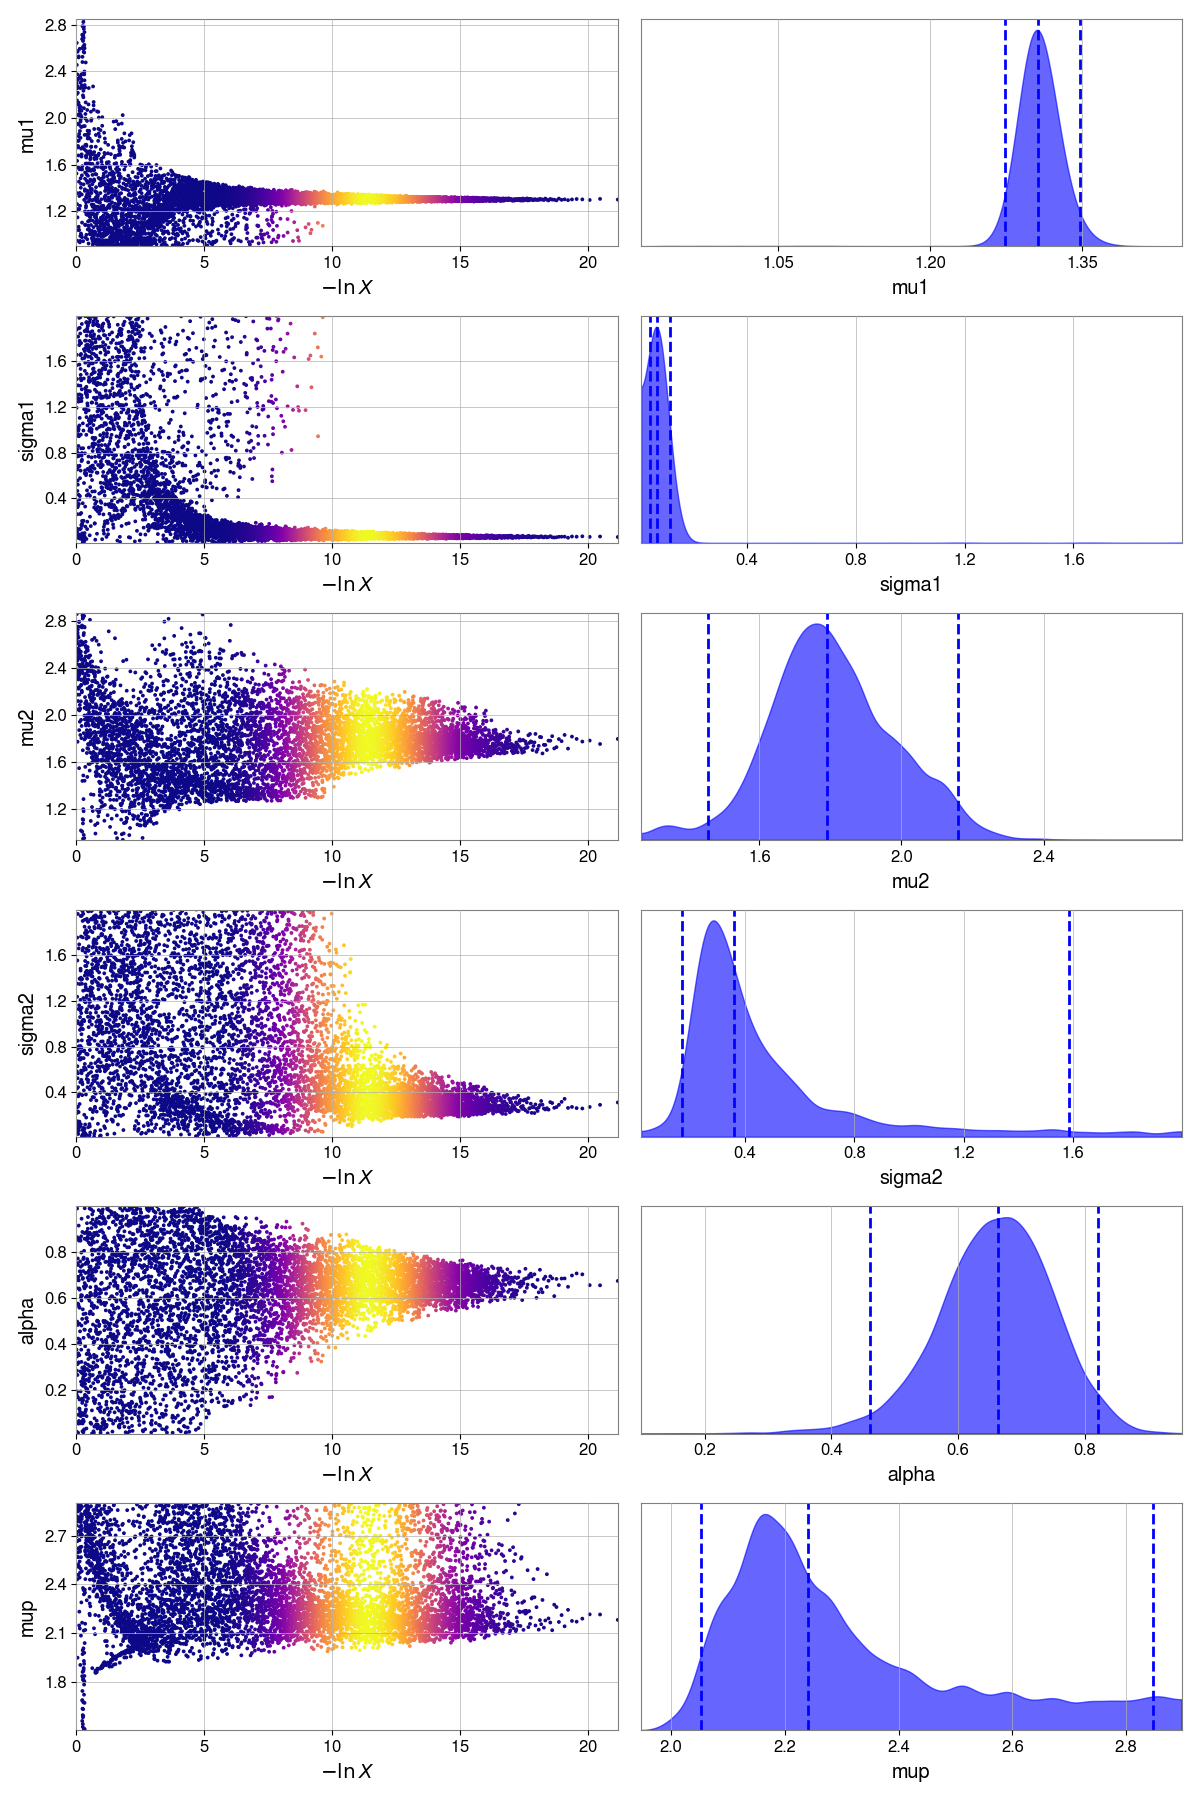 2.8
2.4
2.0
1.6
1.2
mu1
0 5 10 15 20
−ln X
1.05 1.20 1.35
mu1
1.6
1.2
0.8
0.4
sigma1
0 5 10 15 20
−ln X
0.4 0.8 1.2 1.6
sigma1
2.8
2.4
2.0
1.6
1.2
mu2
0 5 10 15 20
−ln X
1.6 2.0 2.4
mu2
1.6
1.2
0.8
0.4
sigma2
0 5 10 15 20
−ln X
0.4 0.8 1.2 1.6
sigma2
0.8
0.6
0.4
0.2
alpha
0 5 10 15 20
−ln X
0.2 0.4 0.6 0.8
alpha
2.7
2.4
2.1
1.8
mup
0 5 10 15 20
−ln X
2.0 2.2 2.4 2.6 2.8
mup